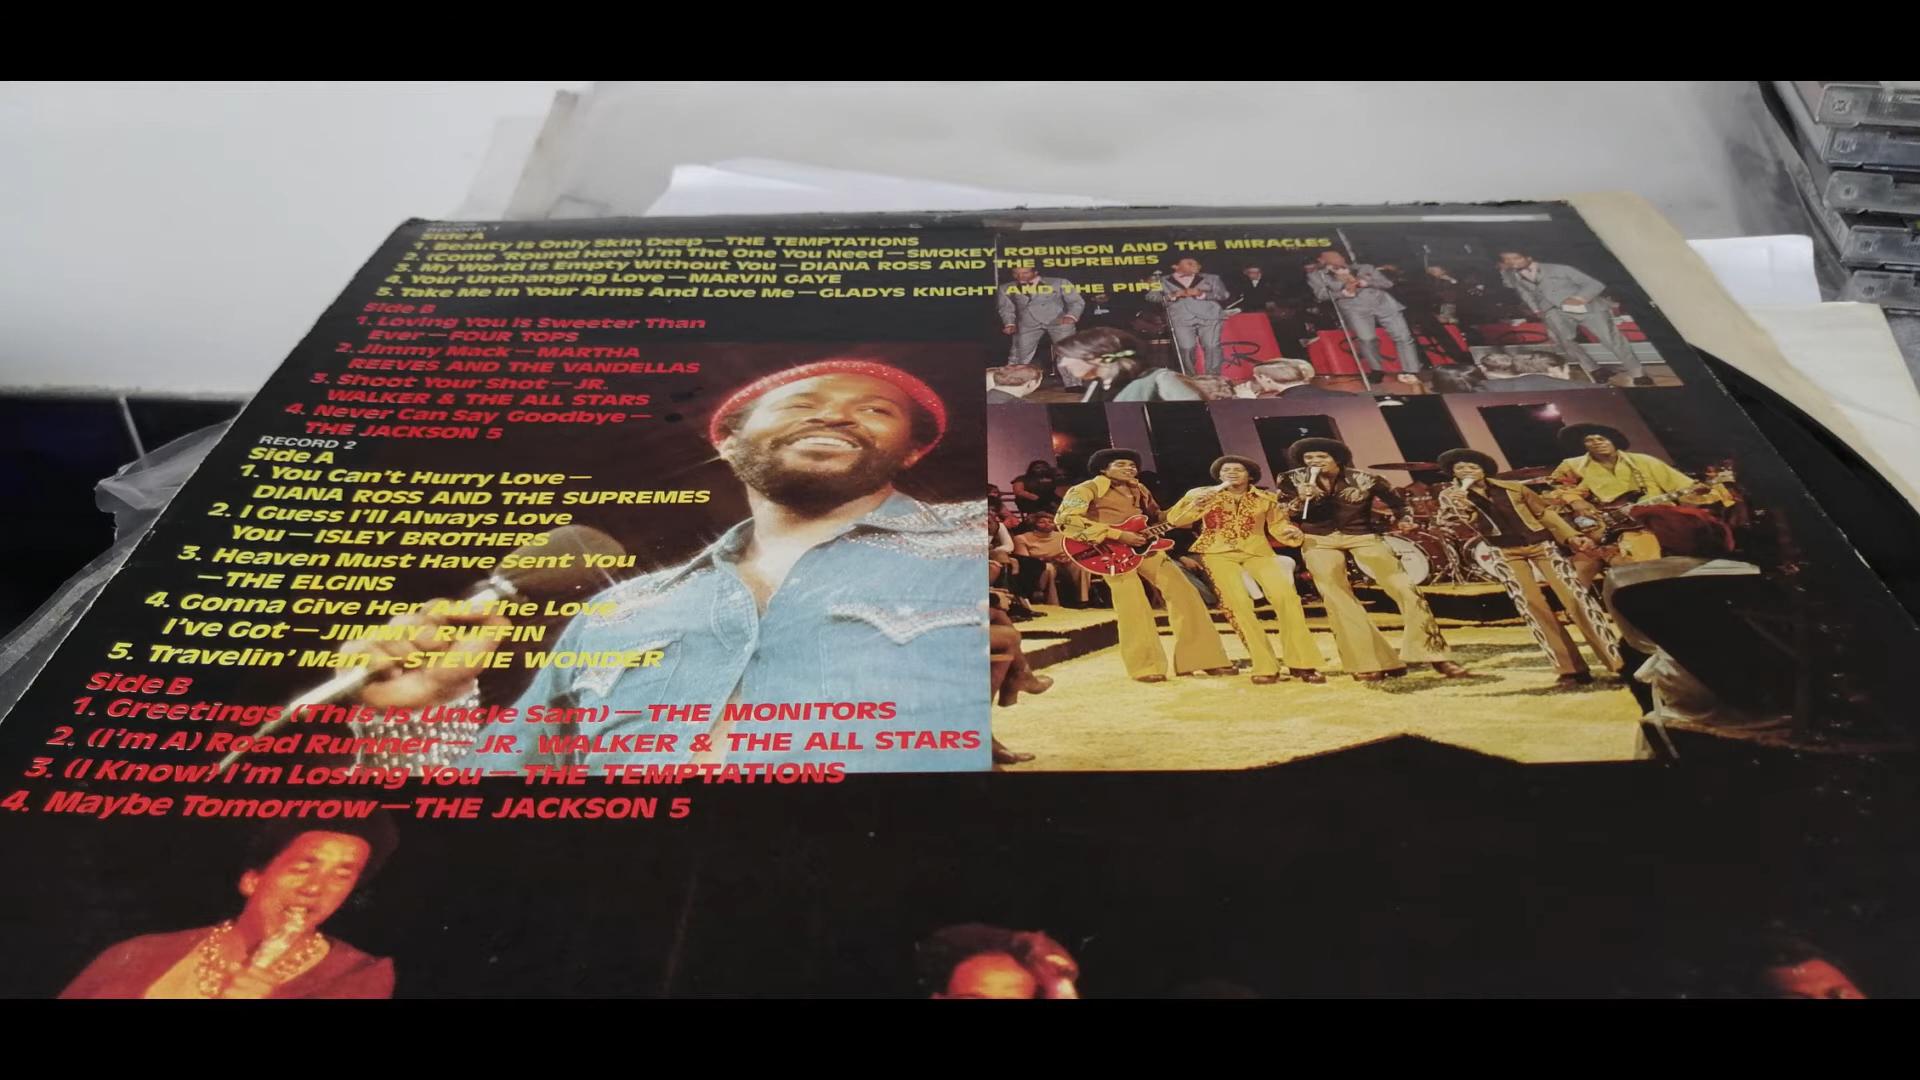 RECORD 1
Side A
1. Beauty Is Only Skin Deep—THE TEMPTATIONS
2. (Come 'Round Here) I'm The One You Need—SMOKEY ROBINSON AND THE MIRACLES
3. My World Is Empty Without You—DIANA ROSS AND THE SUPREMES
4. Your Unchanging Love—MARVIN GAYE
5. Take Me In Your Arms And Love Me—GLADYS KNIGHT AND THE PIPS
Side B
1. Loving You Is Sweeter Than
Ever—FOUR TOPS
2. Jimmy Mack—MARTHA
REEVES AND THE VANDELLAS
3. Shoot Your Shot—JR.
WALKER & THE ALL STARS
4. Never Can Say Goodbye—
THE JACKSON 5
RECORD 2
Side A
1. You Can't Hurry Love—
DIANA ROSS AND THE SUPREMES
2. I Guess I'll Always Love
You—ISLEY BROTHERS
3. Heaven Must Have Sent You
—THE ELGINS
4. Gonna Give Her All The Love
I've Got—JIMMY RUFFIN
5. Travelin' Man—STEVIE WONDER
Side B
1. Greetings (This Is Uncle Sam)—THE MONITORS
2. (I'm A) Road Runner—JR. WALKER & THE ALL STARS
3. (I Know) I'm Losing You—THE TEMPTATIONS
4. Maybe Tomorrow—THE JACKSON 5